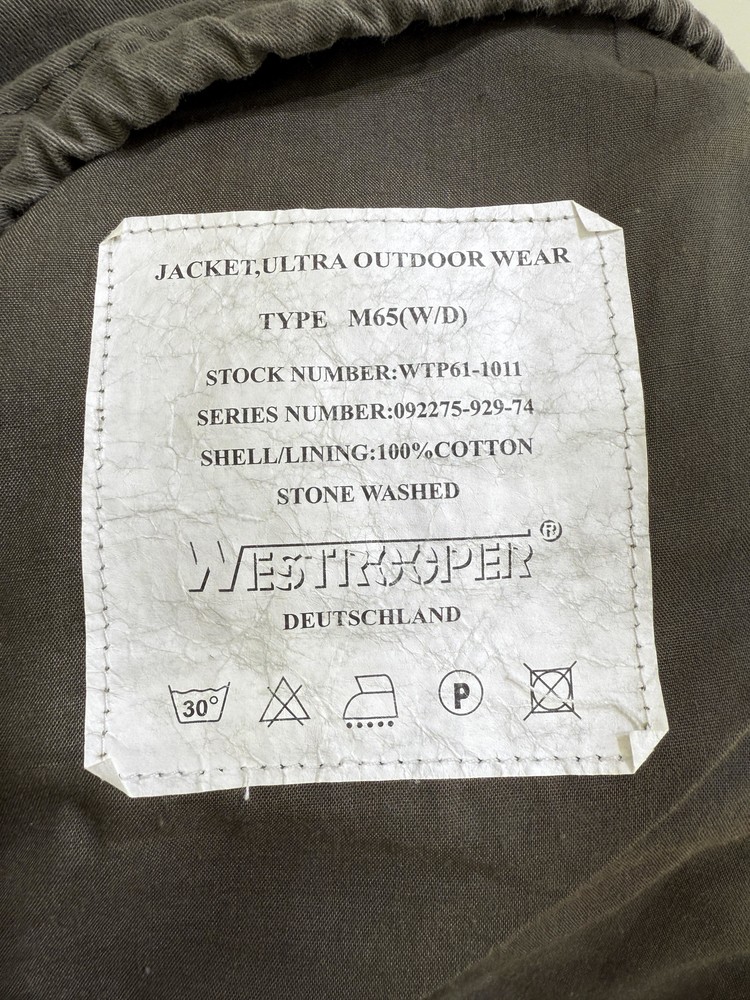 JACKET,ULTRA OUTDOOR WEAR
TYPE M65(W/D)
STOCK NUMBER:WTP61-1011
SERIES NUMBER:092275-929-74
SHELL/LINING:100%COTTON
STONE WASHED
WESTROOPER®
DEUTSCHLAND
30° P